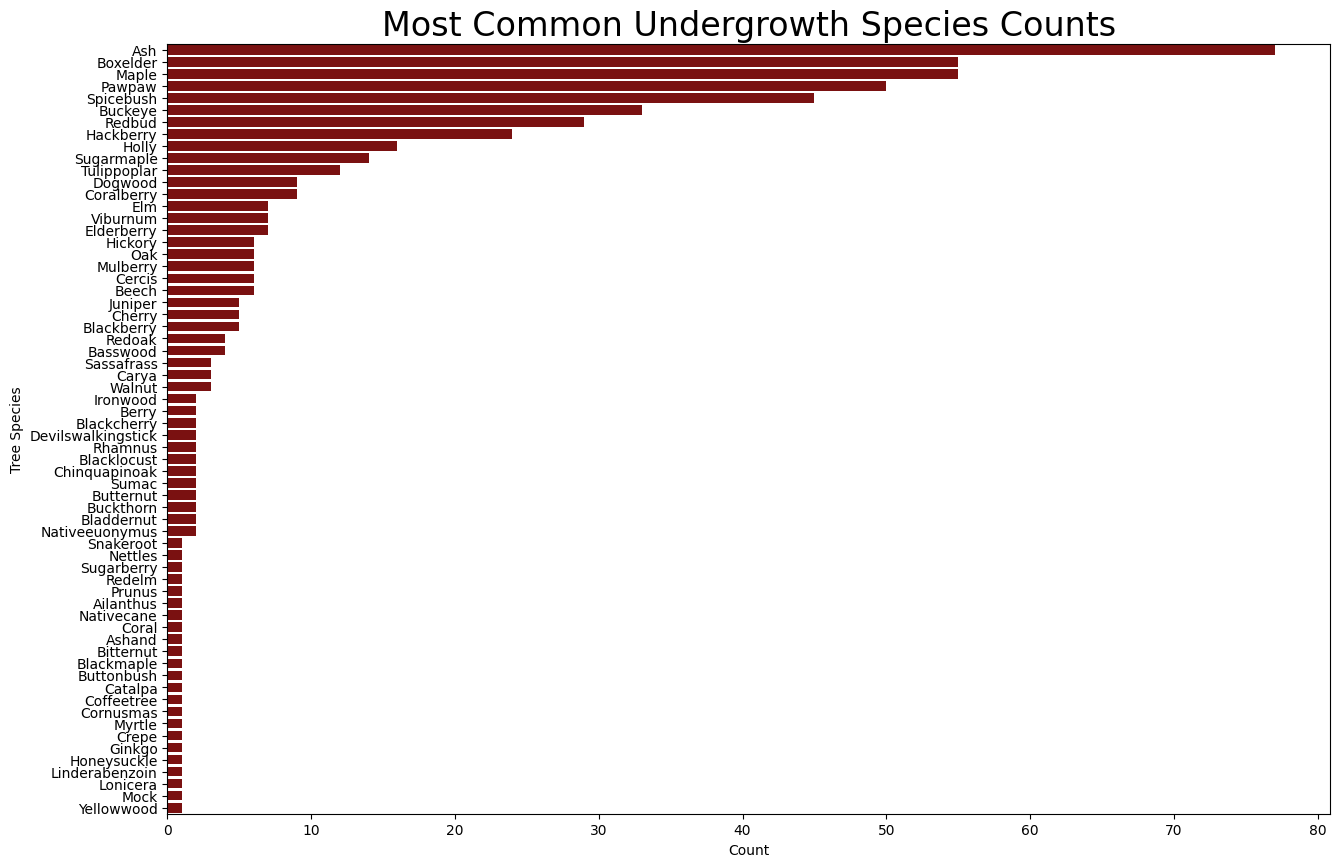 Most Common Undergrowth Species Counts
Ash
Boxelder
Maple
Pawpaw
Spicebush
Buckeye
Redbud
Hackberry
Holly
Sugarmaple
Tulippoplar
Dogwood
Coralberry
Elm
Viburnum
Elderberry
Hickory
Oak
Mulberry
Cercis
Beech
Juniper
Cherry
Blackberry
Redoak
Basswood
Sassafrass
Carya
Walnut
Ironwood
Berry
Blackcherry
Devilswalkingstick
Rhamnus
Blacklocust
Chinquapinoak
Sumac
Butternut
Buckthorn
Bladdernut
Nativeeuonymus
Snakeroot
Nettles
Sugarberry
Redelm
Prunus
Ailanthus
Nativecane
Coral
Ashand
Bitternut
Blackmaple
Buttonbush
Catalpa
Coffeetree
Cornusmas
Myrtle
Crepe
Ginkgo
Honeysuckle
Linderabenzoin
Lonicera
Mock
Yellowwood
Tree Species
0 10 20 30 40 50 60 70 80
Count